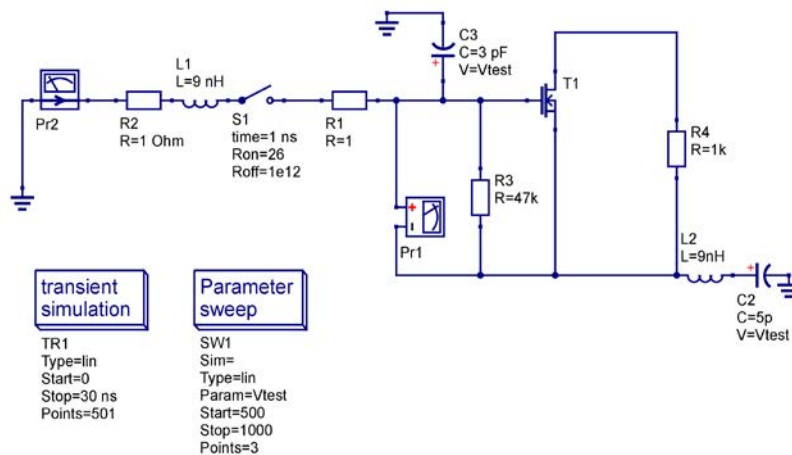 C3
C=3 pF
V=Vtest
L1
L=9 nH
T1
Pr2
R2
R=1 Ohm
S1
time=1 ns
Ron=26
Roff=1e12
R1
R=1
R4
R=1k
R3
R=47k
Pr1
L2
L=9nH
C2
C=5p
V=Vtest
transient
simulation
TR1
Type=lin
Start=0
Stop=30 ns
Points=501
Parameter
sweep
SW1
Sim=
Type=lin
Param=Vtest
Start=500
Stop=1000
Points=3